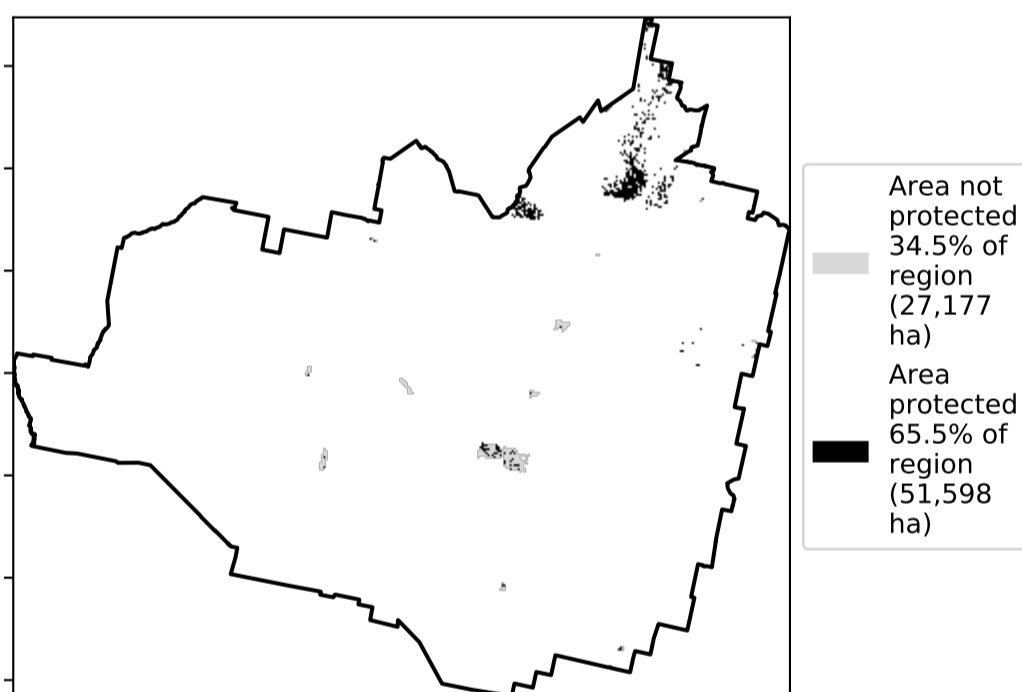 Area not
protected
34.5% of
region
(27,177
ha)
Area
protected
65.5% of
region
(51,598
ha)